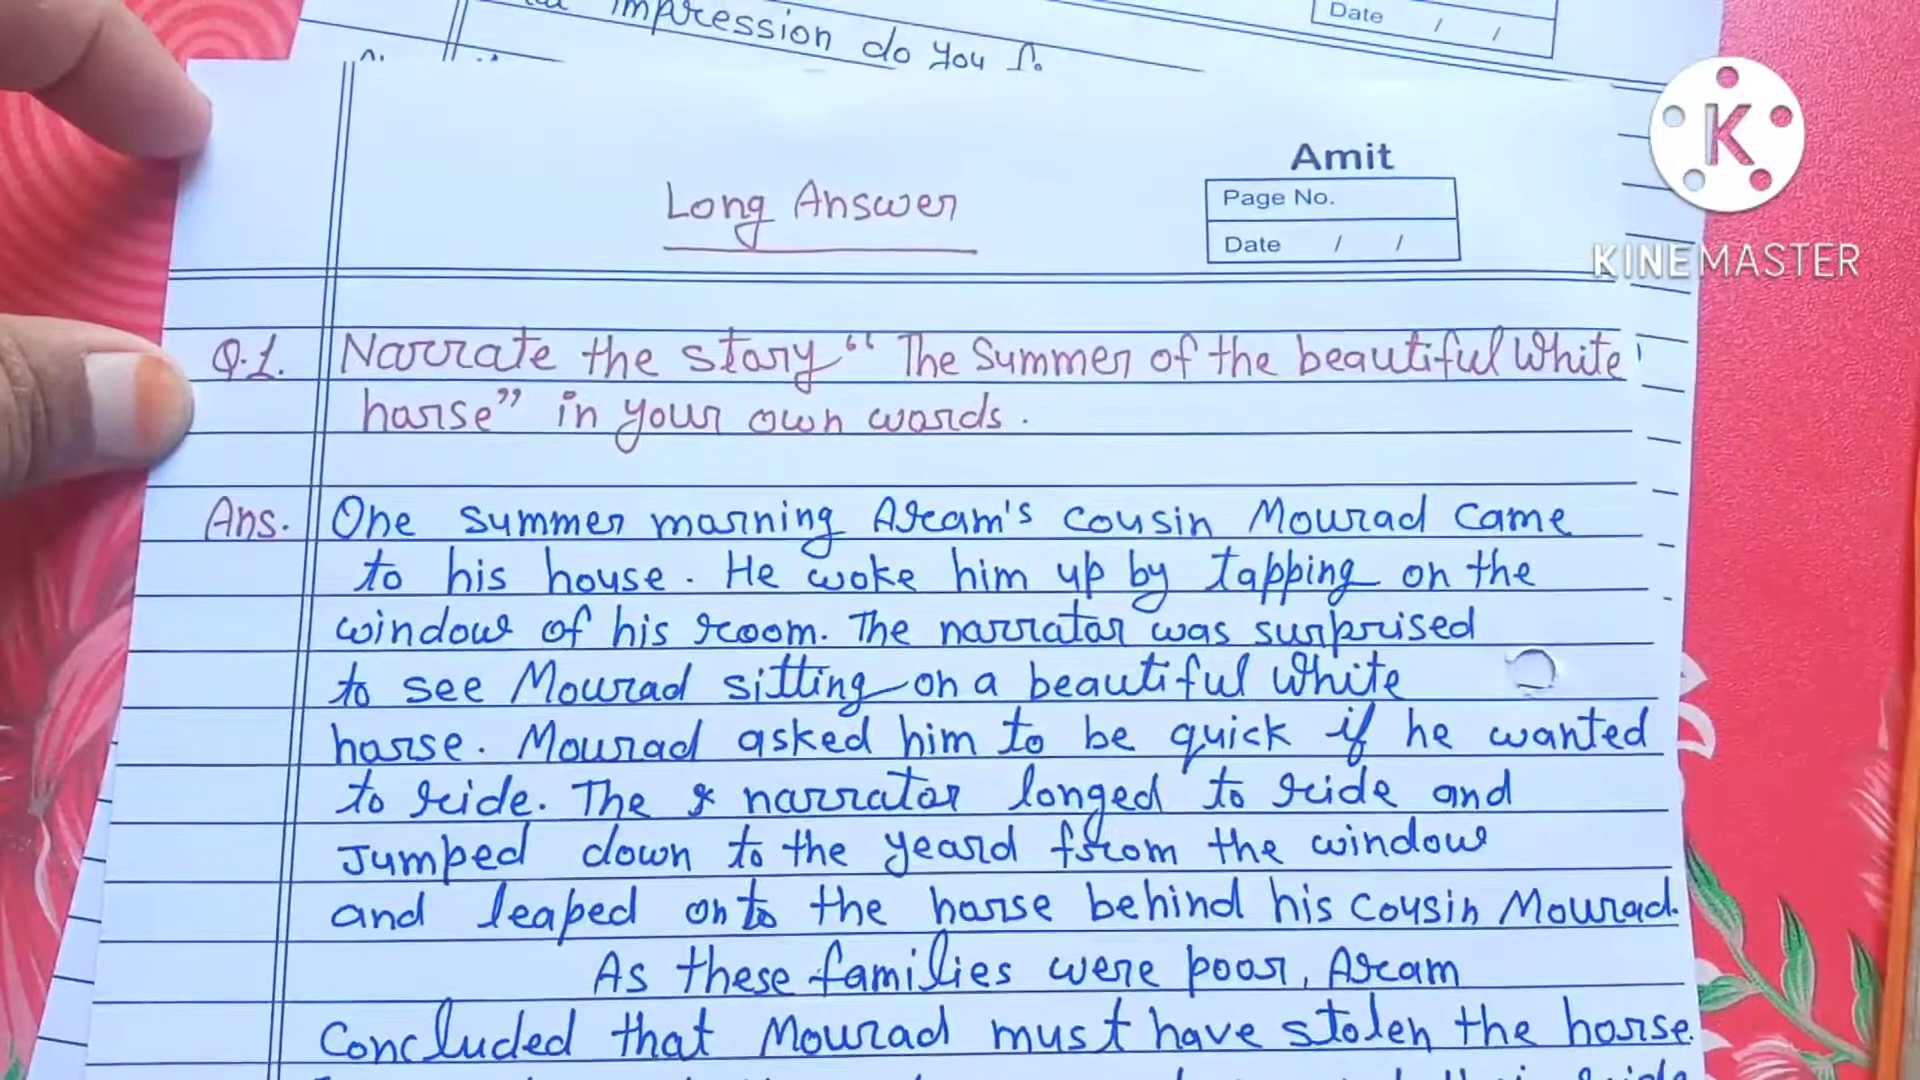 impression do you
Date / /
Amit
Page No.
Date / /
Long Answer
K
KINEMASTER
Q.1. Narrate the story "The Summer of the beautiful White
horse" in your own words.
Ans. One summer morning Aram's cousin Mourad came
to his house. He woke him up by tapping on the
window of his room. The narrator was surprised
to see Mourad sitting on a beautiful White
horse. Mourad asked him to be quick if he wanted
to ride. The narrator longed to ride and
Jumped down to the yeard from the window
and leaped onto the horse behind his cousin Mourad.
As these families were poor, Aram
Concluded that Mourad must have stolen the horse.